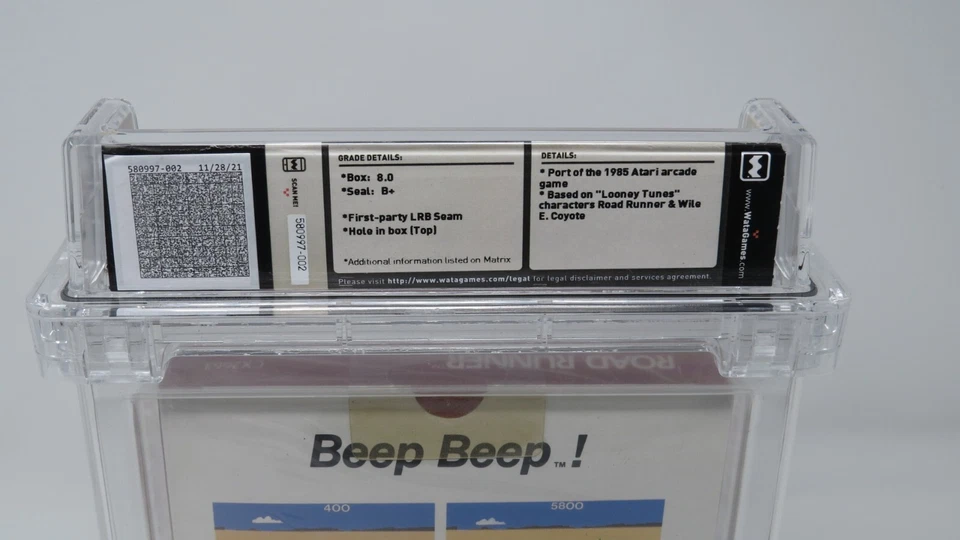 580997-002 11/28/21
SCAN ME!
580997-002
GRADE DETAILS:
*Box: 8.0
*Seal: B+
*First-party LRB Seam
*Hole in box (Top)
*Additional information listed on Matrix
DETAILS:
* Port of the 1985 Atari arcade
game
* Based on "Looney Tunes"
characters Road Runner & Wile
E. Coyote
Please visit http://www.watagames.com/legal for legal disclaimer and services agreement.
W
www.WataGames.com
ROAD RUNNER™
Beep Beep™!
400
5800